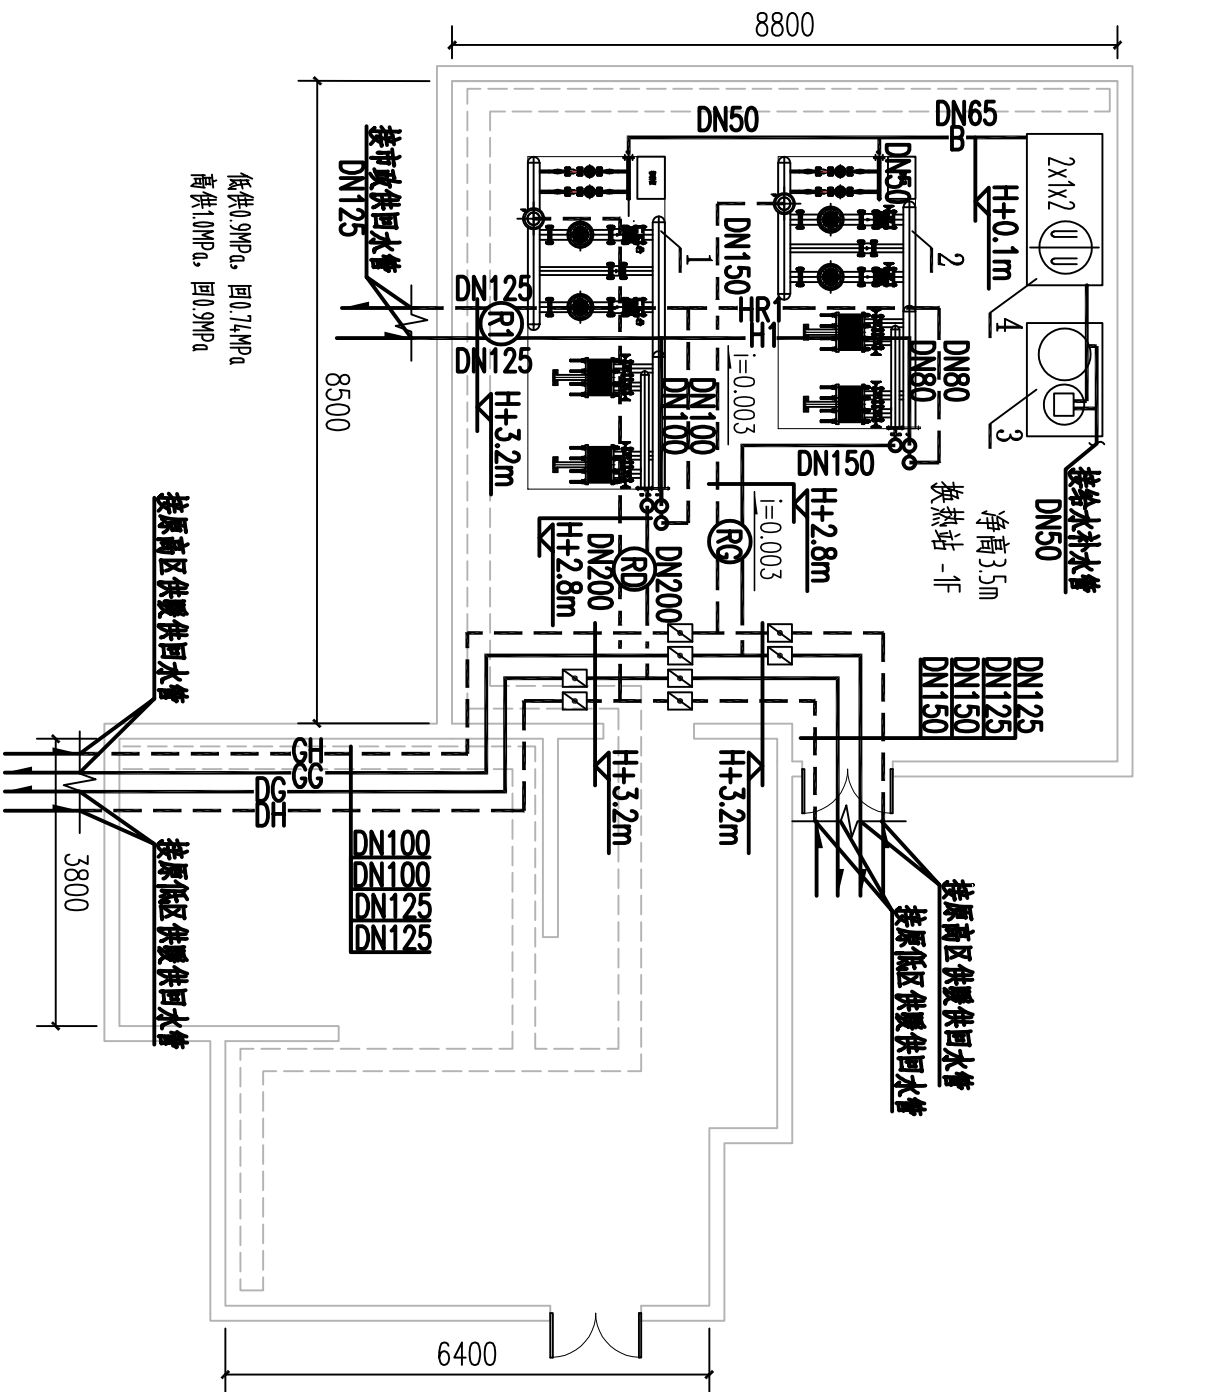 8800
DN65
B
DN50
DN50
2x1x2
H+0.1m
4
3
2
1
接市政供回水管
DN125
低供0.9MPa, 回0.74MPa
高供1.0MPa, 回0.9MPa
DN150
HR1
H1
DN125
R1
DN125
i=0.003
DN80
DN80
8500
H+3.2m
DN100
DN100
DN150
接给水补水管
DN50
净高3.5m
换热站 -1F
H+2.8m
i=0.003
RG
H+2.8m
DN200
RD
DN200
接原高区供暖供回水管
DN125
DN125
DN150
DN150
H+3.2m
H+3.2m
GH
GG
DG
DH
DN100
DN100
DN125
DN125
3800
接原低区供暖供回水管
接原高区供暖供回水管
接原低区供暖供回水管
6400